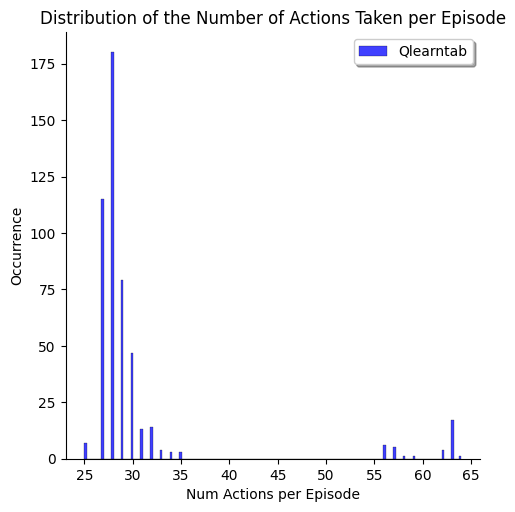 Distribution of the Number of Actions Taken per Episode
Qlearntab
175
150
125
100
75
50
25
0
Occurrence
25 30 35 40 45 50 55 60 65
Num Actions per Episode